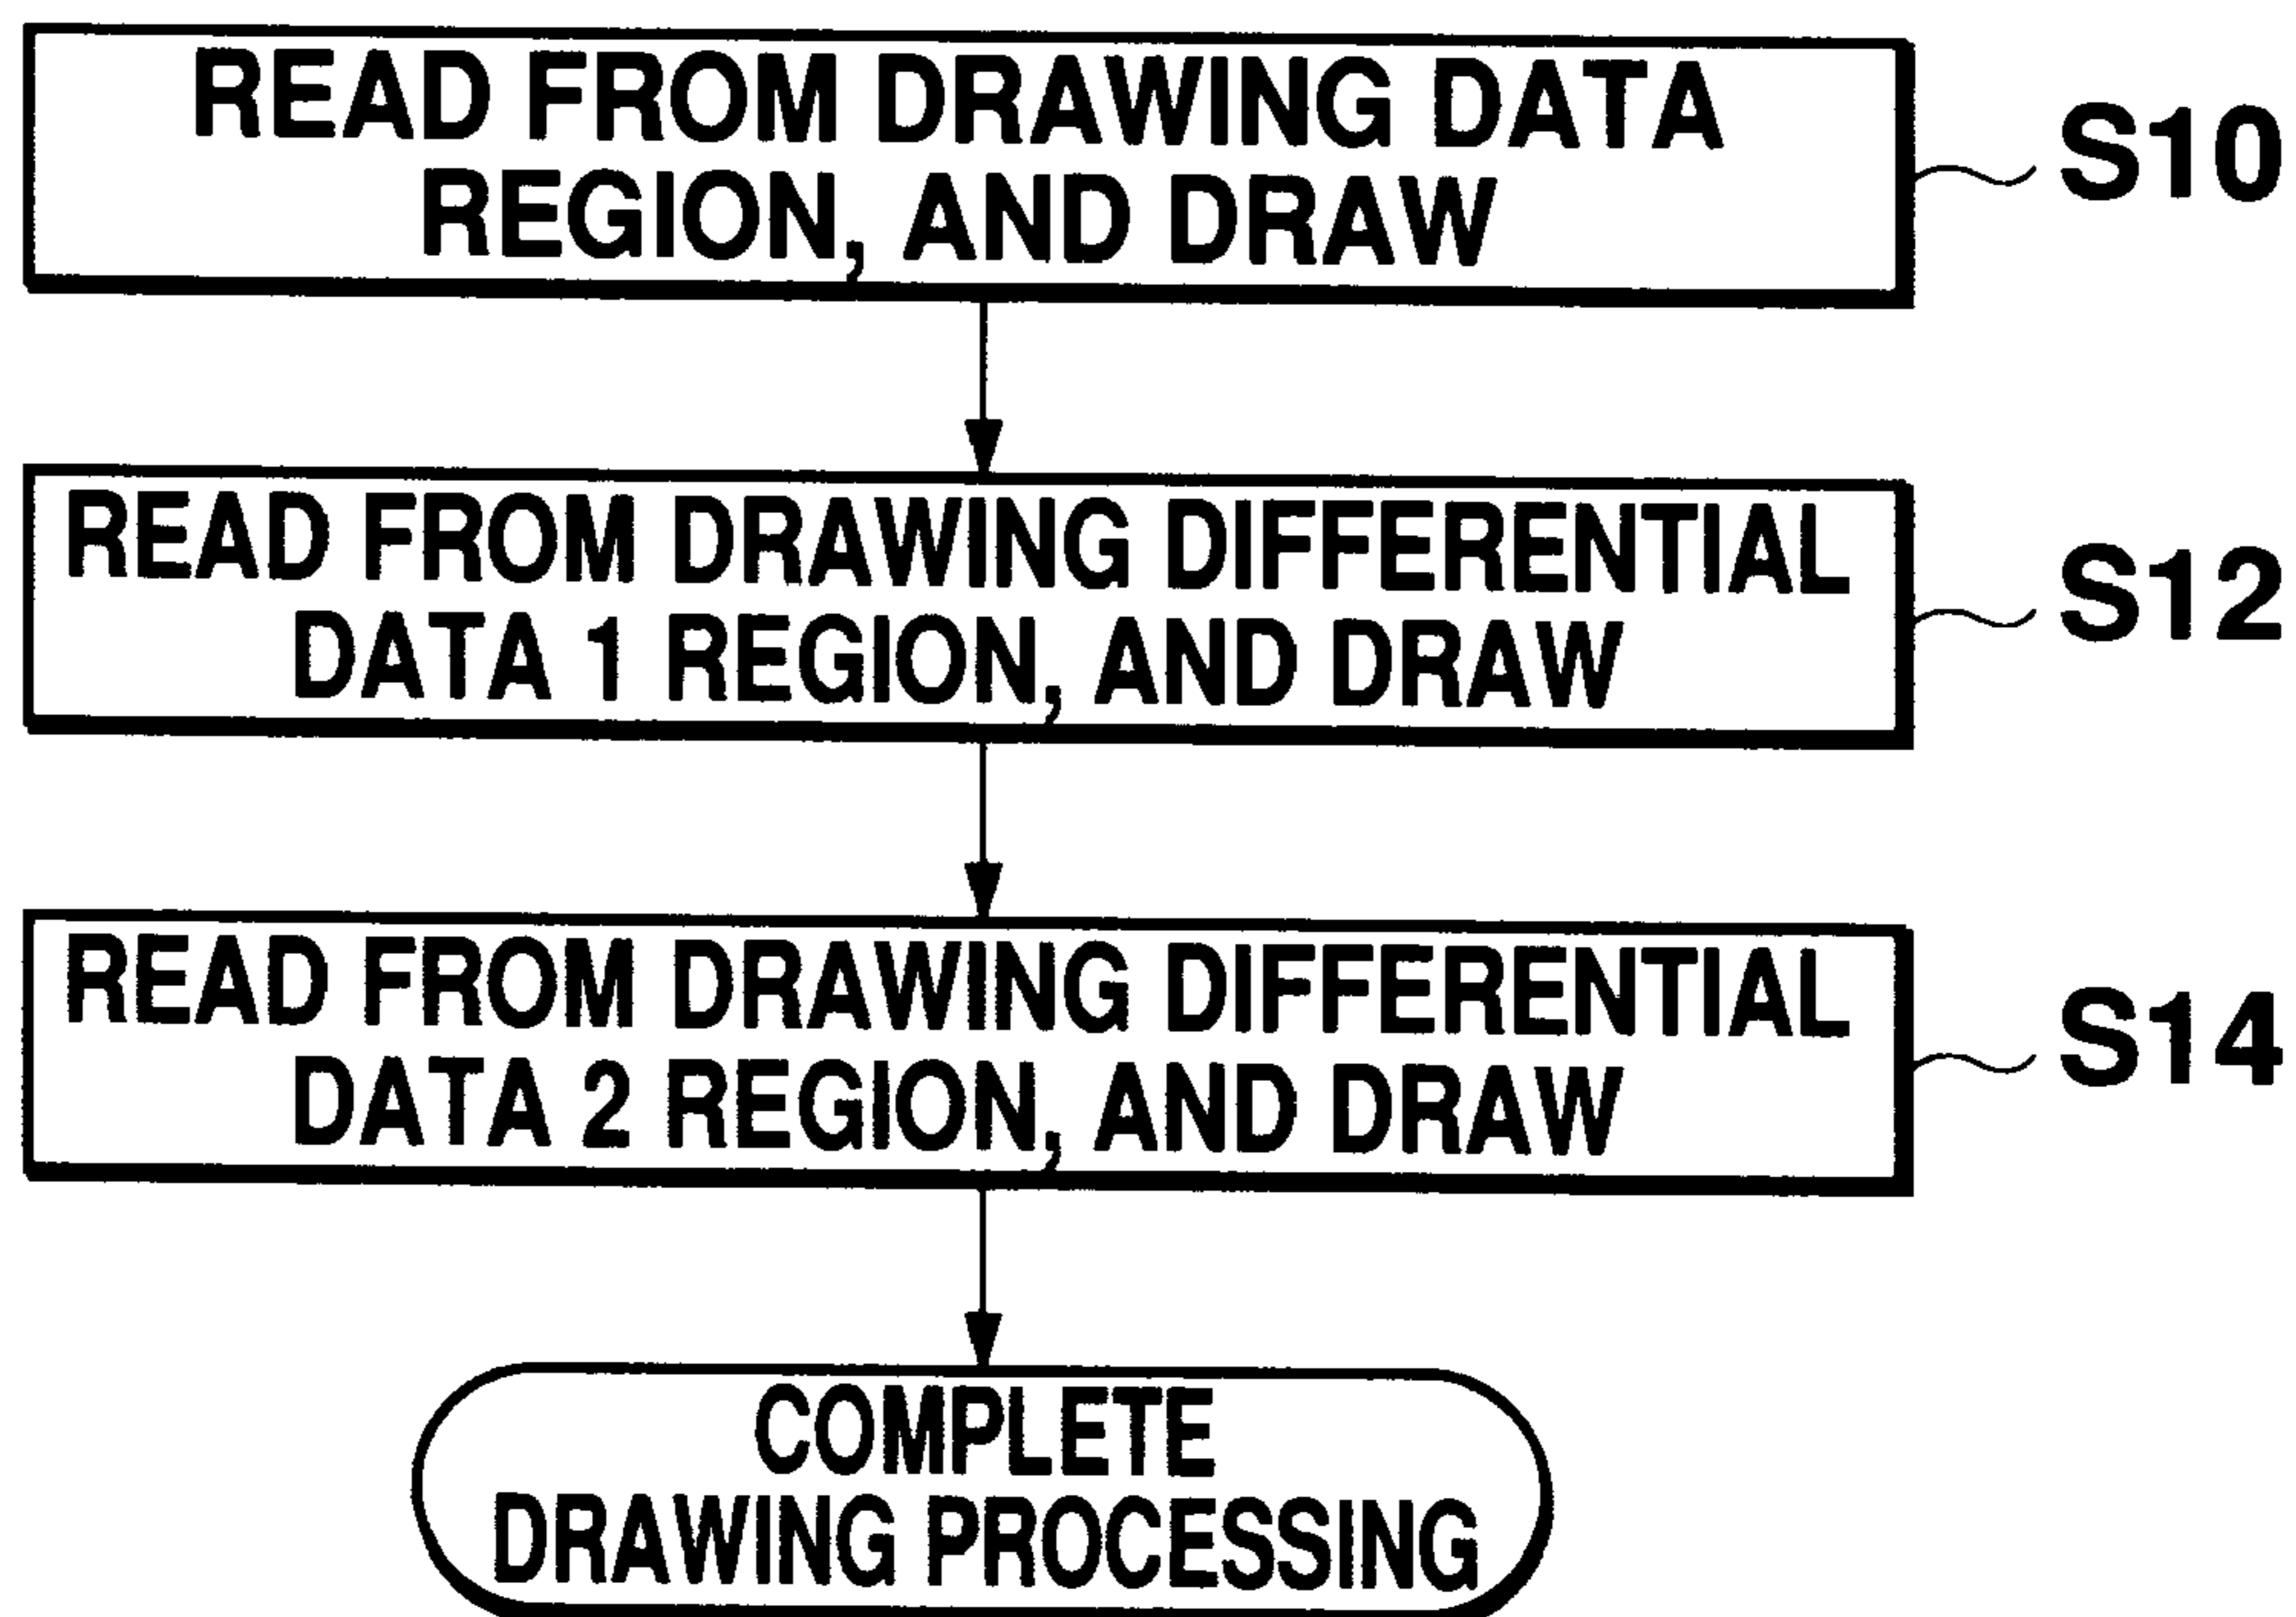 READ FROM DRAWING DATA
REGION, AND DRAW
S10
READ FROM DRAWING DIFFERENTIAL
DATA 1 REGION, AND DRAW
S12
READ FROM DRAWING DIFFERENTIAL
DATA 2 REGION, AND DRAW
S14
COMPLETE
DRAWING PROCESSING